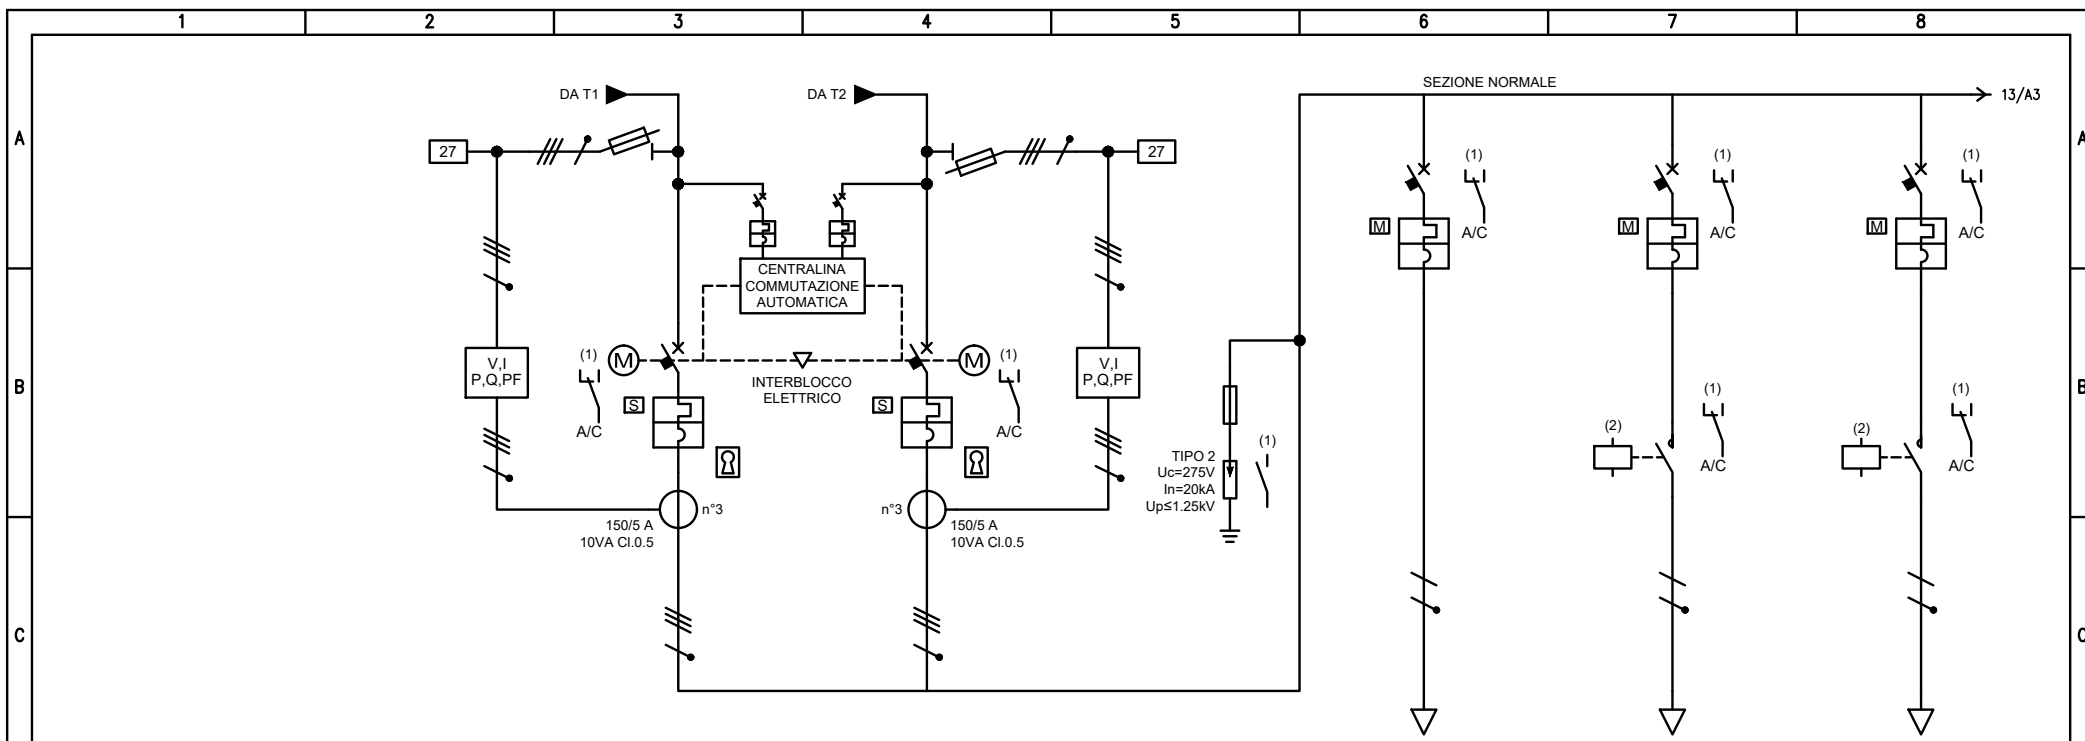 1 2 3 4 5 6 7 8
SEZIONE NORMALE
DA T1
DA T2
13/A3
A
A
27
27
(1)
(1)
(1)
M
A/C
M
A/C
M
A/C
CENTRALINA
COMMUTAZIONE
AUTOMATICA
B
B
V,I
P,Q,PF
(1)
M
M
(1)
V,I
P,Q,PF
INTERBLOCCO
ELETTRICO
A/C
S
S
A/C
(1)
(1)
(2)
A/C
(2)
A/C
TIPO 2
Uc=275V
In=20kA
Up≤1.25kV
(1)
n°3
150/5 A
10VA Cl.0.5
n°3
150/5 A
10VA Cl.0.5
C
C